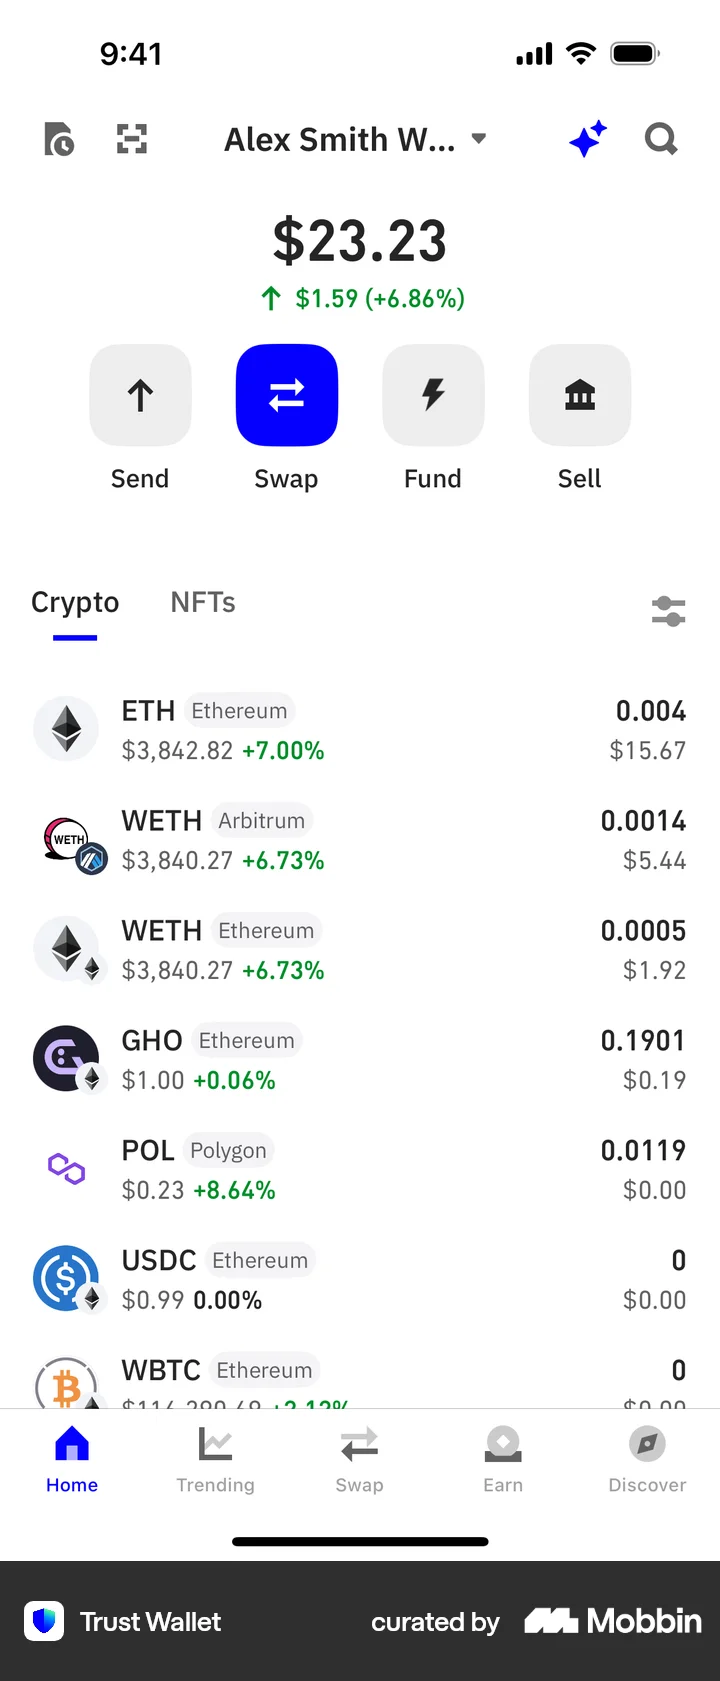 9:41
Alex Smith W...
$23.23
$1.59 (+6.86%)
Send Swap Fund Sell
Crypto NFTs
ETH Ethereum 0.004
$3,842.82 +7.00% $15.67
WETH Arbitrum 0.0014
$3,840.27 +6.73% $5.44
WETH
WETH Ethereum 0.0005
$3,840.27 +6.73% $1.92
GHO Ethereum 0.1901
$1.00 +0.06% $0.19
POL Polygon 0.0119
$0.23 +8.64% $0.00
USDC Ethereum 0
$0.99 0.00% $0.00
WBTC Ethereum 0
Home Trending Swap Earn Discover
Trust Wallet curated by Mobbin